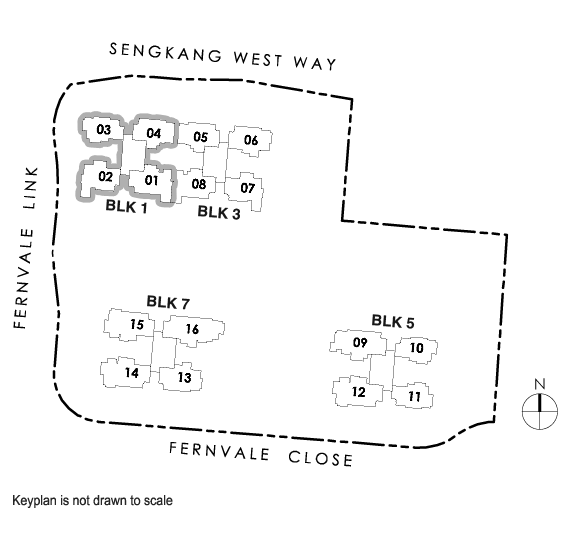 SENGKANG WEST WAY
03 04 05 06
02 01 08 07
BLK 1 BLK 3
FERNVALE LINK
BLK 7
15 16
14 13
BLK 5
09 10
12 11
N
FERNVALE CLOSE
Keyplan is not drawn to scale